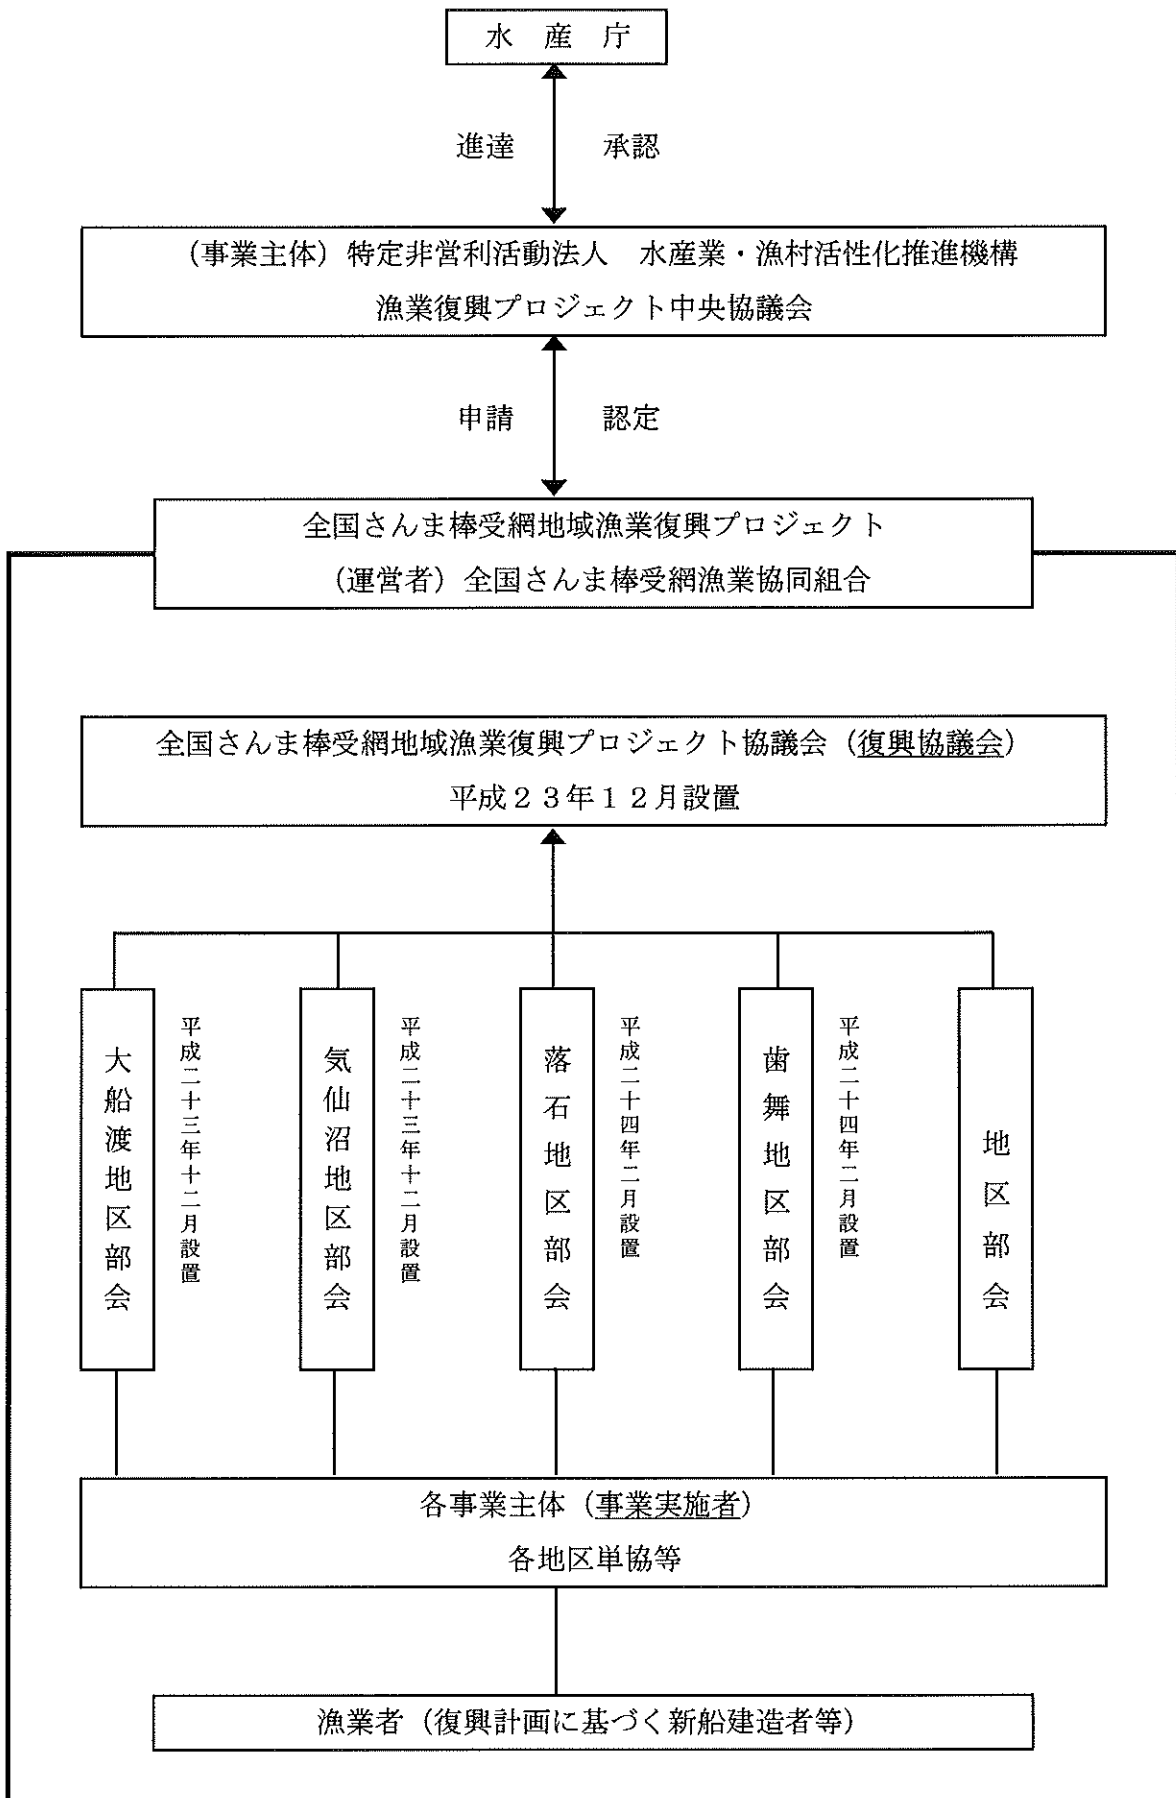 水　産　庁
進達　承認
（事業主体）特定非営利活動法人　水産業・漁村活性化推進機構
漁業復興プロジェクト中央協議会
申請　認定
全国さんま棒受網地域漁業復興プロジェクト
（運営者）全国さんま棒受網漁業協同組合
全国さんま棒受網地域漁業復興プロジェクト協議会（復興協議会）
平成２３年１２月設置
大船渡地区部会
平成二十三年十二月設置
気仙沼地区部会
平成二十三年十二月設置
落石地区部会
平成二十四年二月設置
歯舞地区部会
平成二十四年二月設置
地区部会
各事業主体（事業実施者）
各地区単協等
漁業者（復興計画に基づく新船建造者等）